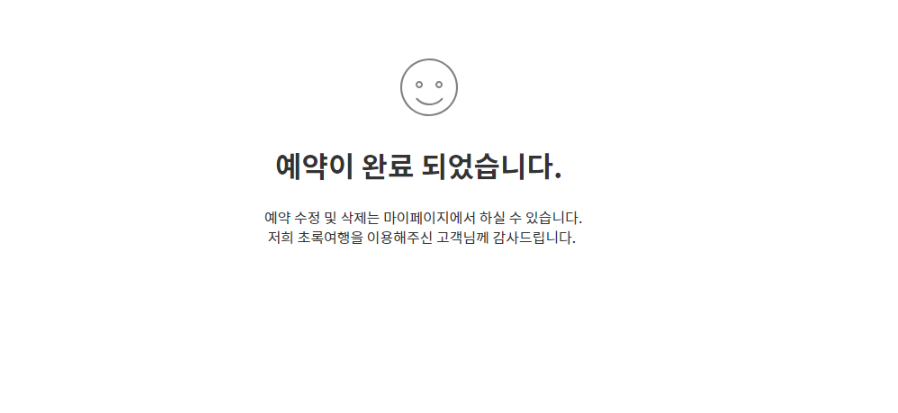 예약이 완료 되었습니다.
예약 수정 및 삭제는 마이페이지에서 하실 수 있습니다.
저희 초록여행을 이용해주신 고객님께 감사드립니다.